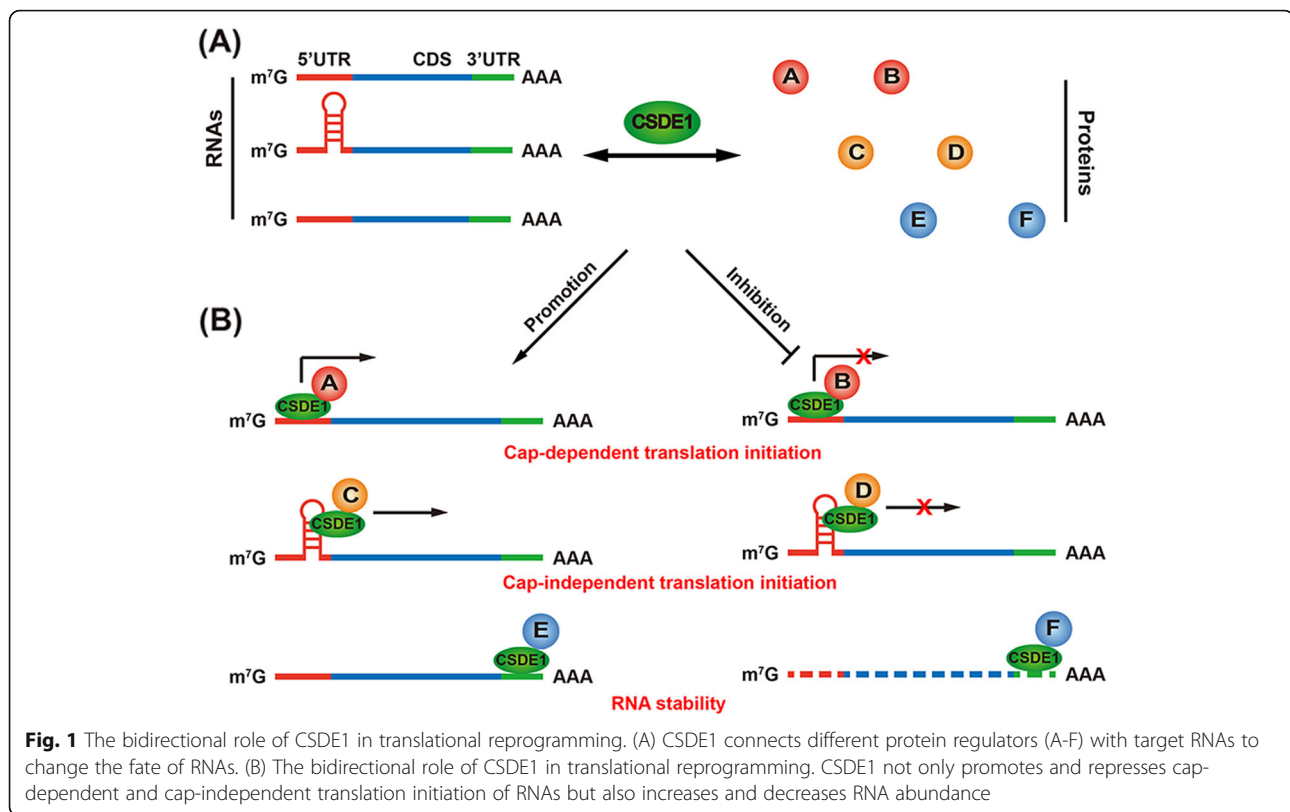 (A)
5'UTR CDS 3'UTR
m⁷G AAA
A B
RNAs
CSDE1
Proteins
m⁷G AAA
C D
m⁷G AAA
E F
Promotion
Inhibition
(B)
A
CSDE1
m⁷G AAA
B
CSDE1
X
m⁷G AAA
Cap-dependent translation initiation
C
CSDE1
m⁷G AAA
D
CSDE1
X
m⁷G AAA
Cap-independent translation initiation
E
CSDE1
m⁷G AAA
F
CSDE1
m⁷G AAA
RNA stability
Fig. 1 The bidirectional role of CSDE1 in translational reprogramming. (A) CSDE1 connects different protein regulators (A-F) with target RNAs to
change the fate of RNAs. (B) The bidirectional role of CSDE1 in translational reprogramming. CSDE1 not only promotes and represses cap-
dependent and cap-independent translation initiation of RNAs but also increases and decreases RNA abundance